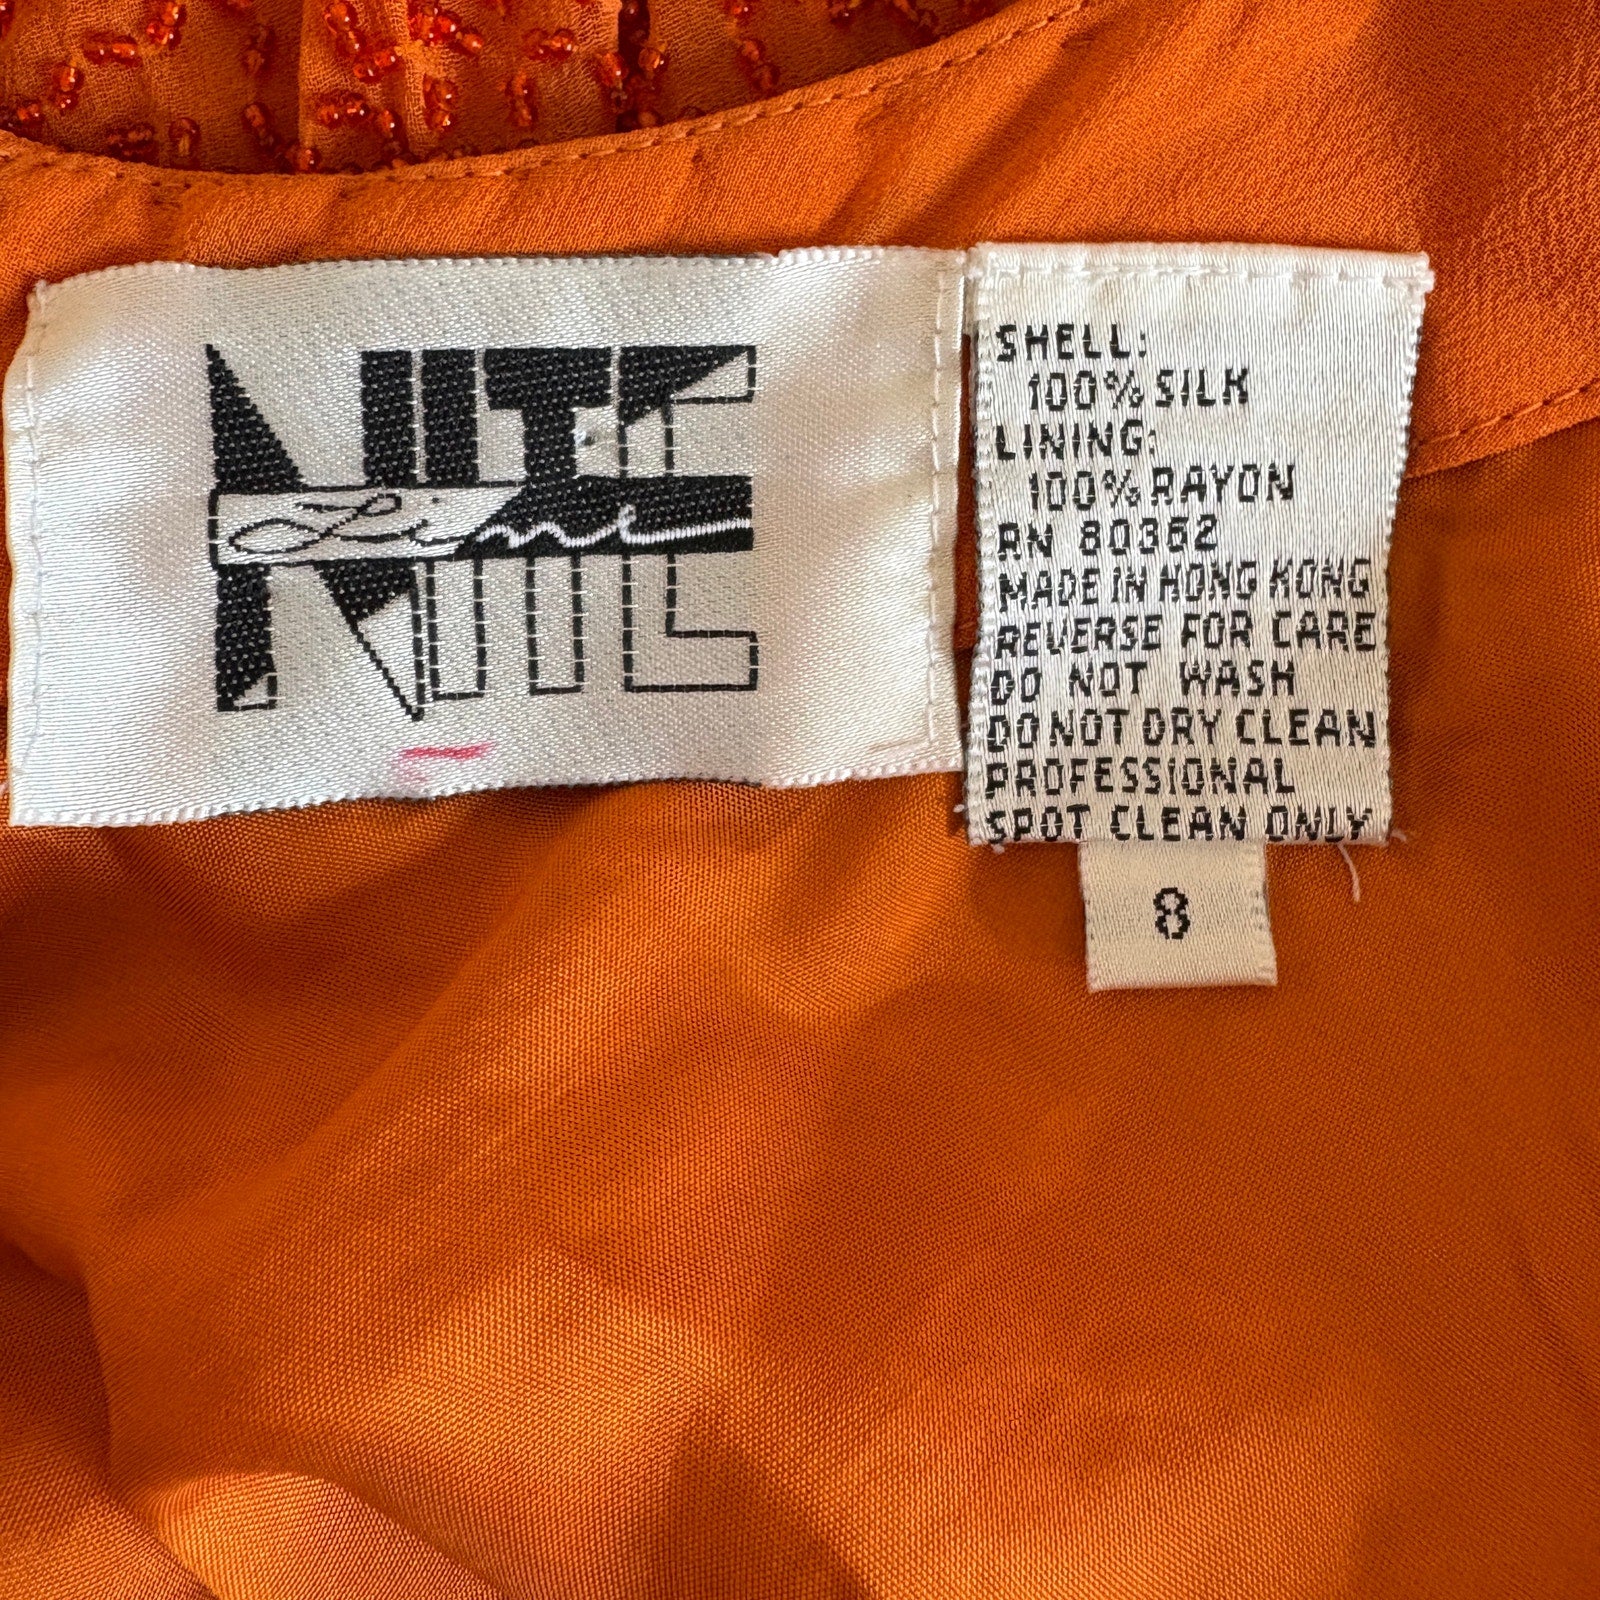 NITE
Line
SHELL:
100% SILK
LINING:
100% RAYON
RN 80362
MADE IN HONG KONG
REVERSE FOR CARE
DO NOT WASH
DO NOT DRY CLEAN
PROFESSIONAL
SPOT CLEAN ONLY
8